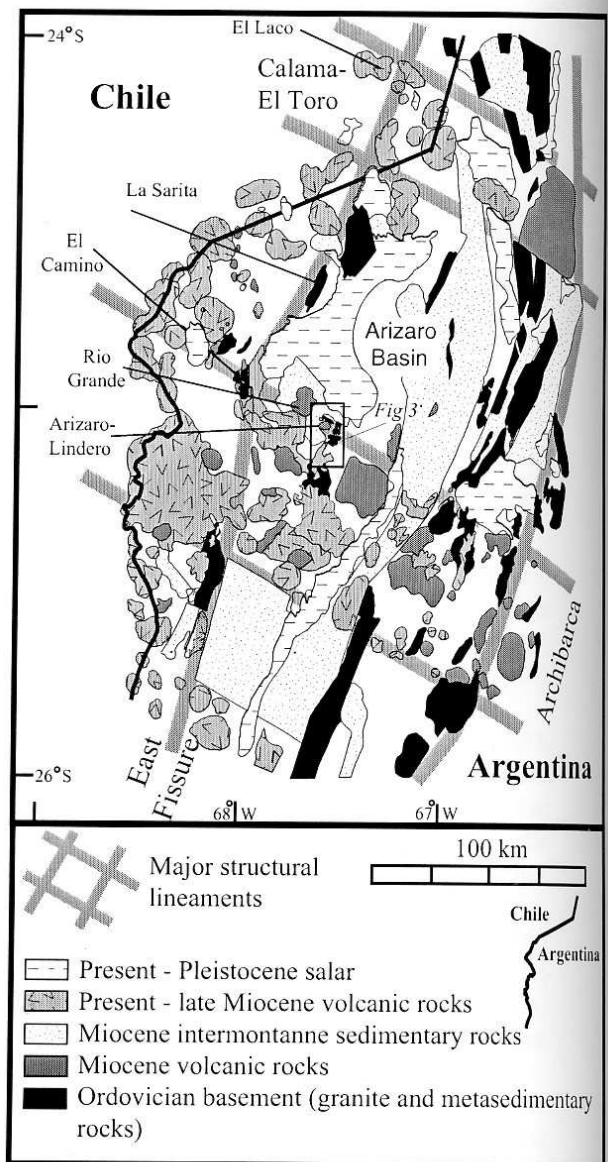 24°S
El Laco
Calama-
El Toro
Chile
La Sarita
El
Camino
Arizaro
Basin
Rio
Grande
Fig 3
Arizaro-
Lindero
Archibarca
East
Fissure
Argentina
26°S
68 W
67 W
Major structural
lineaments
100 km
Chile
Argentina
Present - Pleistocene salar
Present - late Miocene volcanic rocks
Miocene intermontanne sedimentary rocks
Miocene volcanic rocks
Ordovician basement (granite and metasedimentary
rocks)